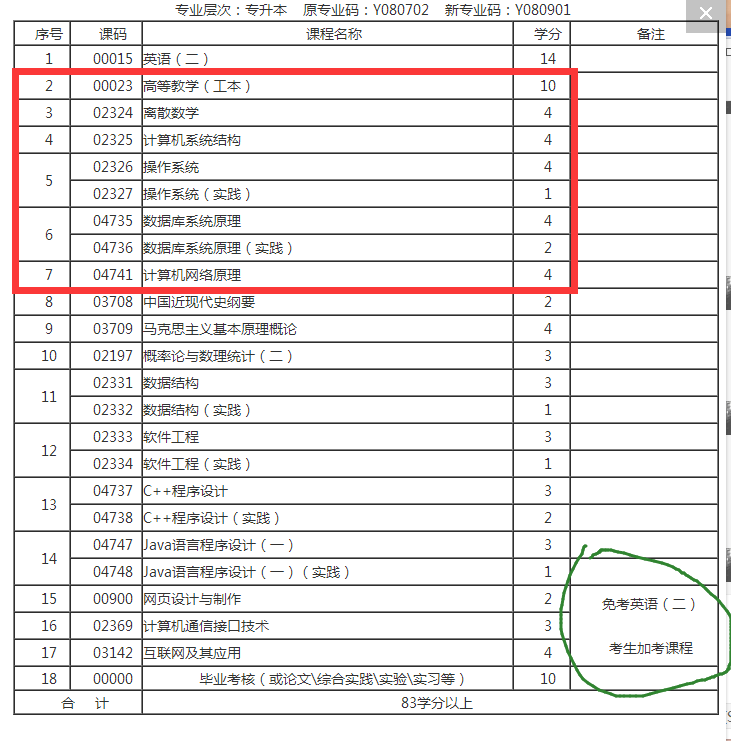 专业层次：专升本 原专业码：Y080702 新专业码：Y080901
序号 课码 课程名称 学分 备注
1 00015 英语（二） 14
2 00023 高等教学（工本） 10
3 02324 离散数学 4
4 02325 计算机系统结构 4
5 02326 操作系统 4
02327 操作系统（实践） 1
6 04735 数据库系统原理 4
04736 数据库系统原理（实践） 2
7 04741 计算机网络原理 4
8 03708 中国近现代史纲要 2
9 03709 马克思主义基本原理概论 4
10 02197 概率论与数理统计（二） 3
11 02331 数据结构 3
02332 数据结构（实践） 1
12 02333 软件工程 3
02334 软件工程（实践） 1
13 04737 C++程序设计 3
04738 C++程序设计（实践） 2
14 04747 Java语言程序设计（一） 3
04748 Java语言程序设计（一）（实践） 1
15 00900 网页设计与制作 2 免考英语（二）
16 02369 计算机通信接口技术 3
考生加考课程
17 03142 互联网及其应用 4
18 00000 毕业考核（或论文\综合实践\实验\实习等） 10
合 计 83学分以上